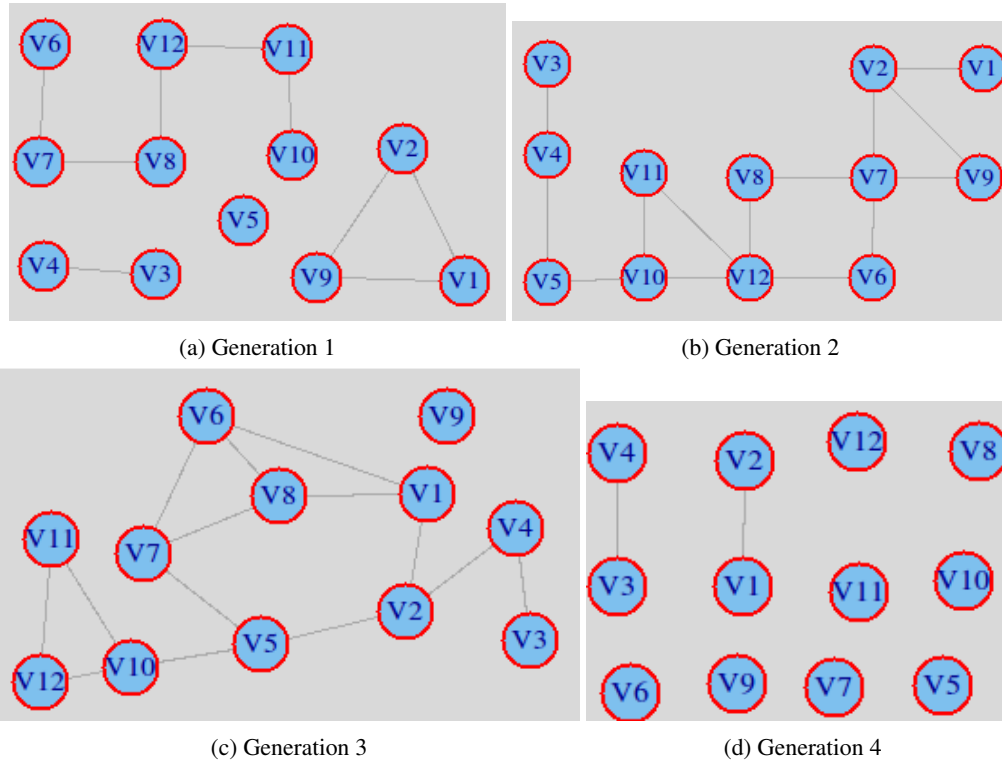 V6 V12 V11
V7 V8 V10 V2
V5
V4 V3 V9 V1
(a) Generation 1
V3 V2 V1
V4 V11 V8 V7 V9
V5 V10 V12 V6
(b) Generation 2
V6 V9
V8 V1
V11 V7 V4
V2
V12 V10 V5 V3
(c) Generation 3
V4 V2 V12 V8
V3 V1 V11 V10
V6 V9 V7 V5
(d) Generation 4